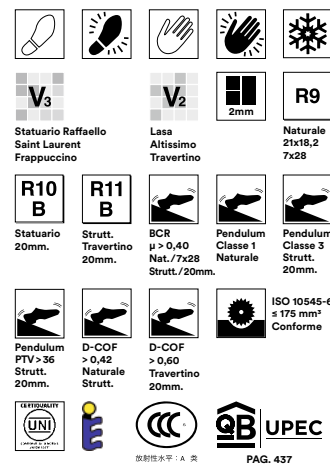 V3
V2
2mm
R9
Statuario Raffaello
Saint Laurent
Frappuccino
Lasa
Altissimo
Travertino
Naturale
21x18,2
7x28
R10
B
R11
B
Statuario
20mm.
Strutt.
Travertino
20mm.
BCR
µ > 0,40
Nat./7x28
Strutt./20mm.
Pendulum
Classe 1
Naturale
Pendulum
Classe 3
Strutt.
20mm.
ISO 10545-6
≤ 175 mm³
Conforme
Pendulum
PTV > 36
Strutt.
20mm.
D-COF
> 0,42
Naturale
Strutt.
D-COF
> 0,60
Travertino
20mm.
CERTIQUALITY
UNI
CCC
QB
UPEC
放射性水平：A 类
PAG. 437